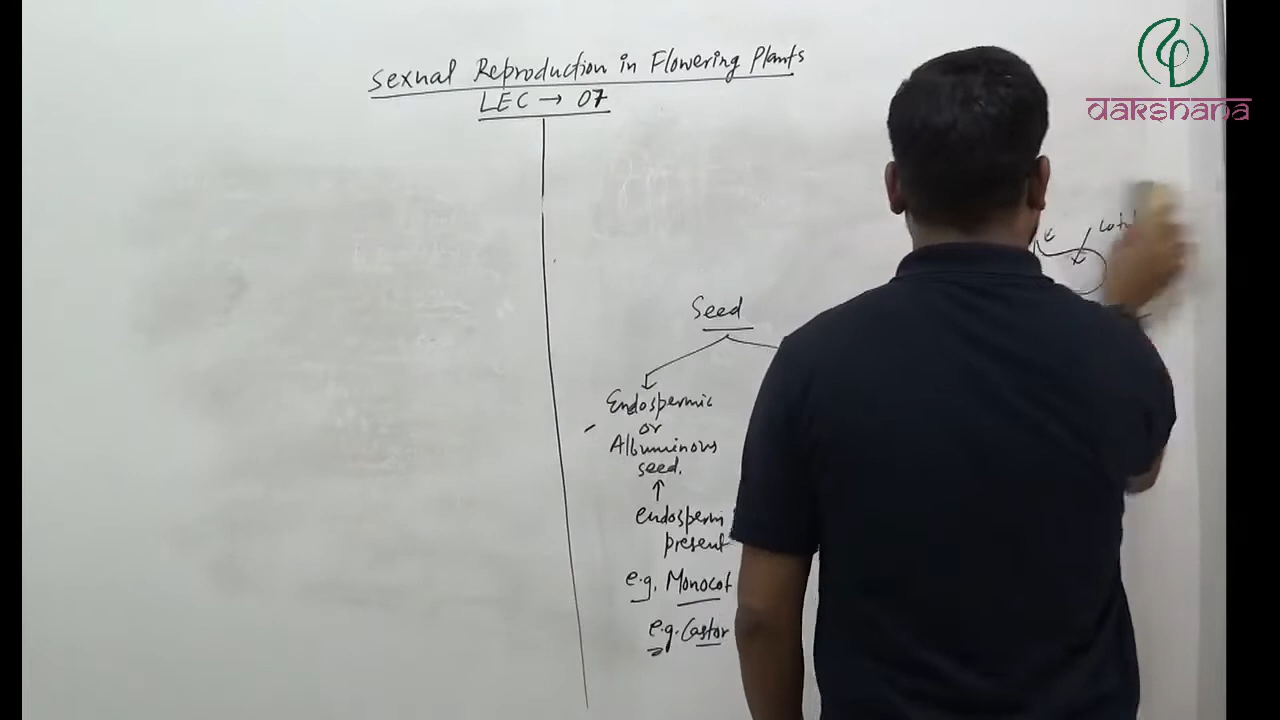 Sexual Reproduction in Flowering Plants
LEC → 07
dakshana
Seed
Endospermic
or
Albuminous
seed.
↑
endosperm
present
e.g. Monocot
e.g. Castor